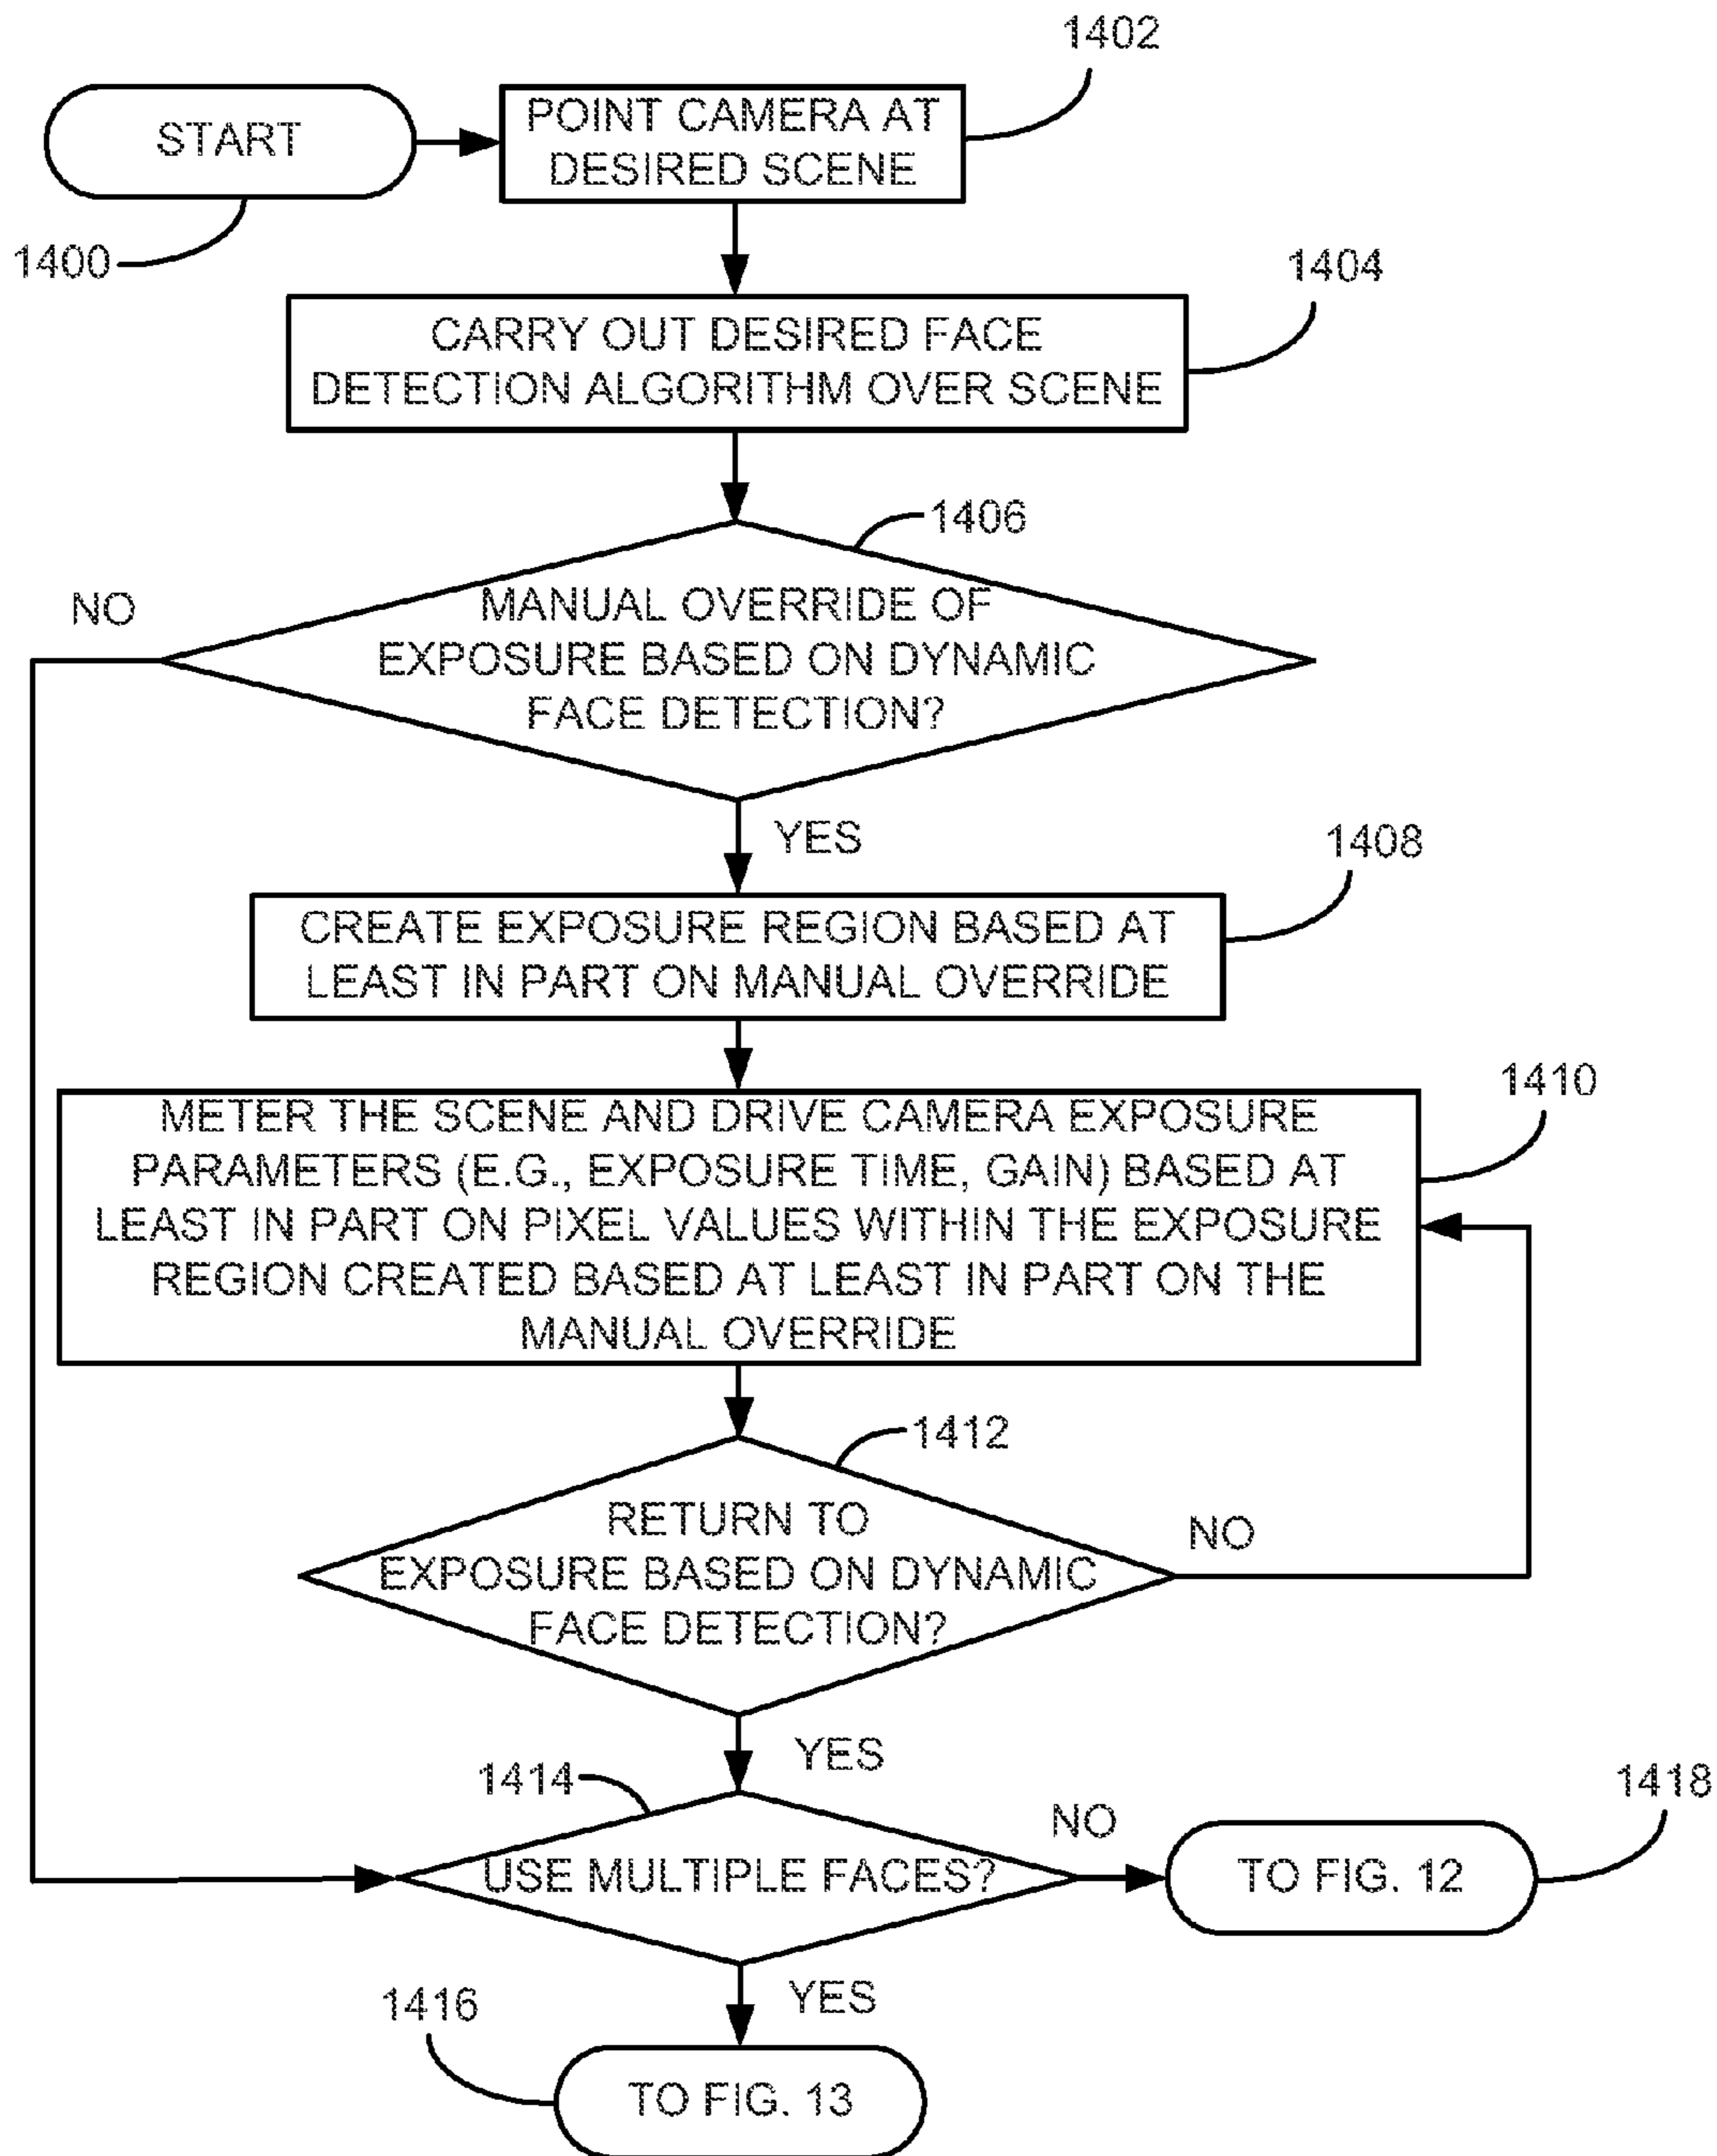 1402
START
POINT CAMERA AT
DESIRED SCENE
1400
1404
CARRY OUT DESIRED FACE
DETECTION ALGORITHM OVER SCENE
1406
NO
MANUAL OVERRIDE OF
EXPOSURE BASED ON DYNAMIC
FACE DETECTION?
YES
1408
CREATE EXPOSURE REGION BASED AT
LEAST IN PART ON MANUAL OVERRIDE
1410
METER THE SCENE AND DRIVE CAMERA EXPOSURE
PARAMETERS (E.G., EXPOSURE TIME, GAIN) BASED AT
LEAST IN PART ON PIXEL VALUES WITHIN THE EXPOSURE
REGION CREATED BASED AT LEAST IN PART ON THE
MANUAL OVERRIDE
1412
RETURN TO
EXPOSURE BASED ON DYNAMIC
FACE DETECTION?
NO
YES
1414
USE MULTIPLE FACES?
NO
1418
TO FIG. 12
YES
1416
TO FIG. 13